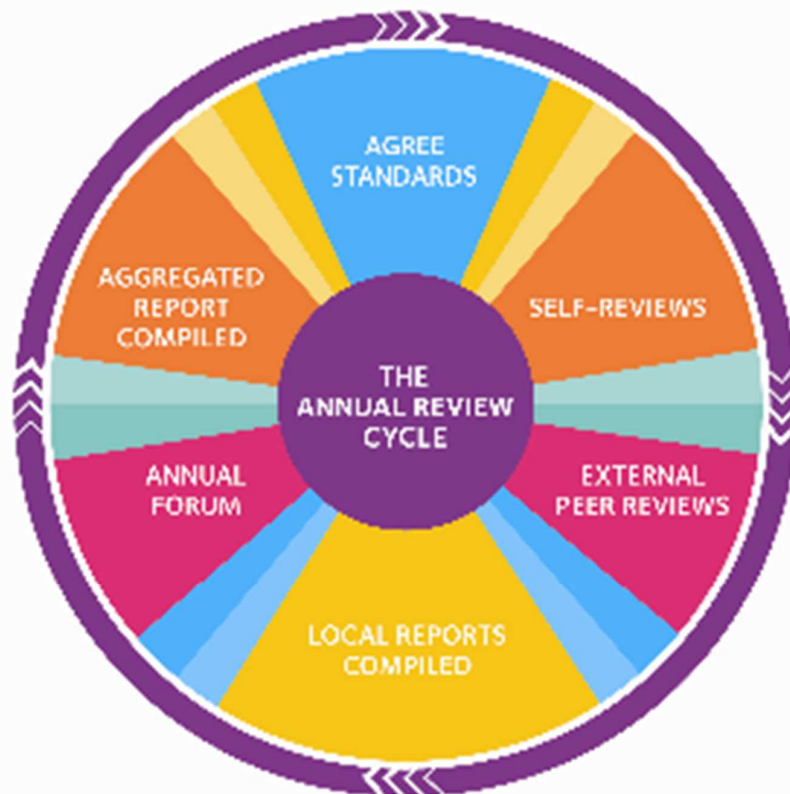 AGREE
STANDARDS
SELF-REVIEWS
EXTERNAL
PEER REVIEWS
LOCAL REPORTS
COMPILED
ANNUAL
FORUM
AGGREGATED
REPORT
COMPILED
THE
ANNUAL REVIEW
CYCLE